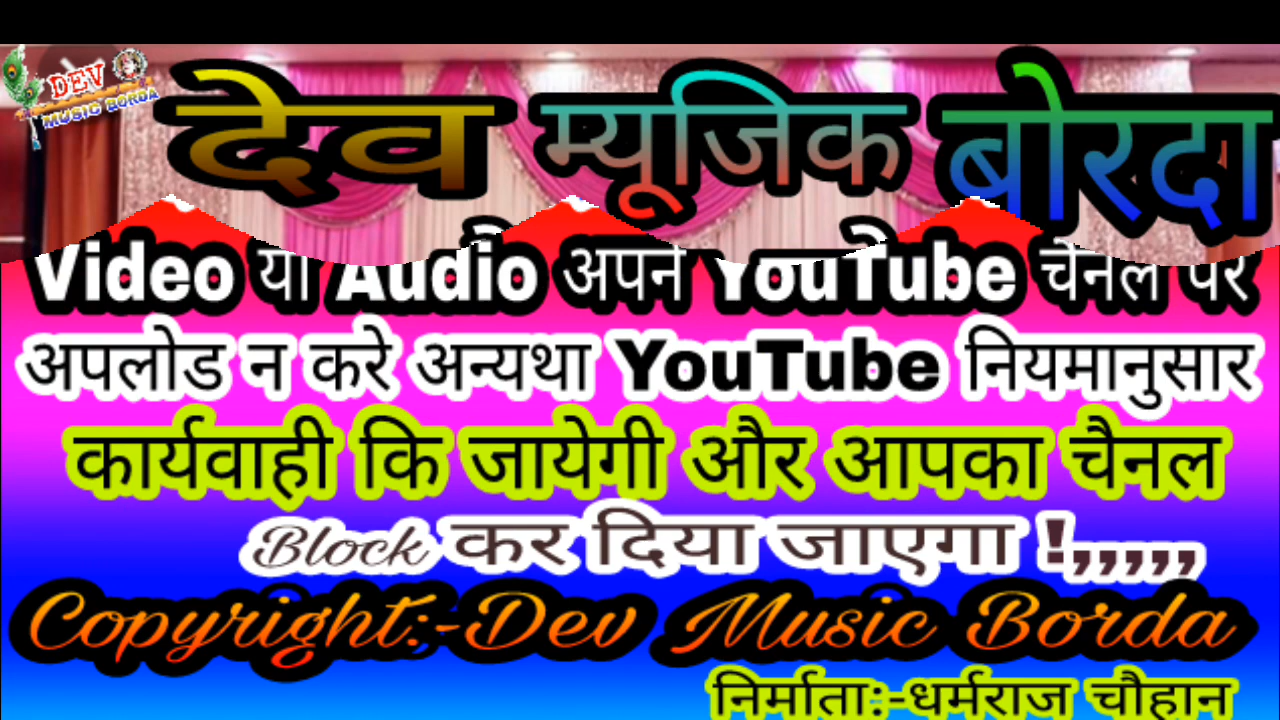 DEV
MUSIC BORDA
देव म्यूजिक बोरदा
Video या Audio अपने YouTube चैनल पर
अपलोड न करे अन्यथा YouTube नियमानुसार
कार्यवाही कि जायेगी और आपका चैनल
Block कर दिया जाएगा !,,,,,
Copyright:-Dev Music Borda
निर्माता:-धर्मराज चौहान